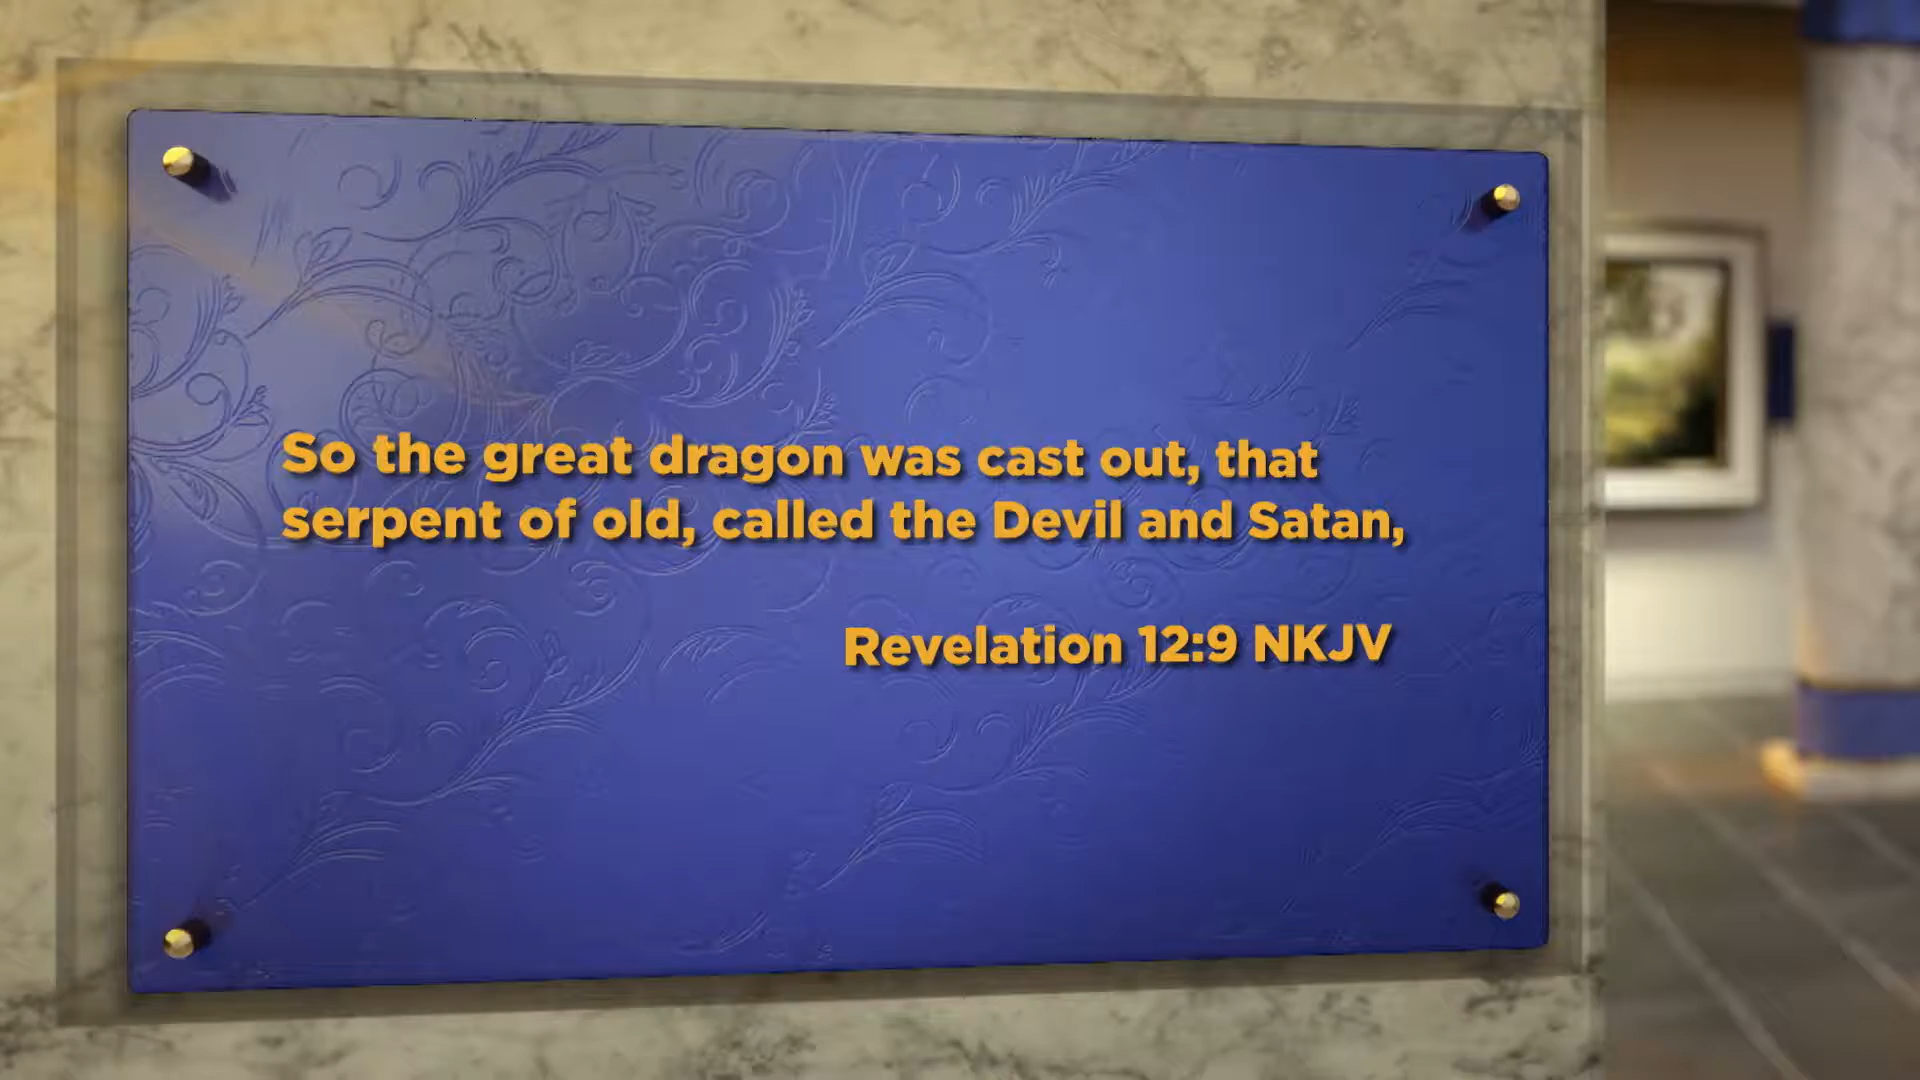 So the great dragon was cast out, that
serpent of old, called the Devil and Satan,
Revelation 12:9 NKJV